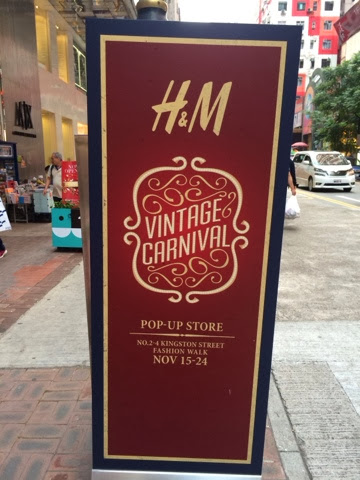 H&M
VINTAGE
CARNIVAL
POP-UP STORE
NO.2-4 KINGSTON STREET
FASHION WALK
NOV 15-24